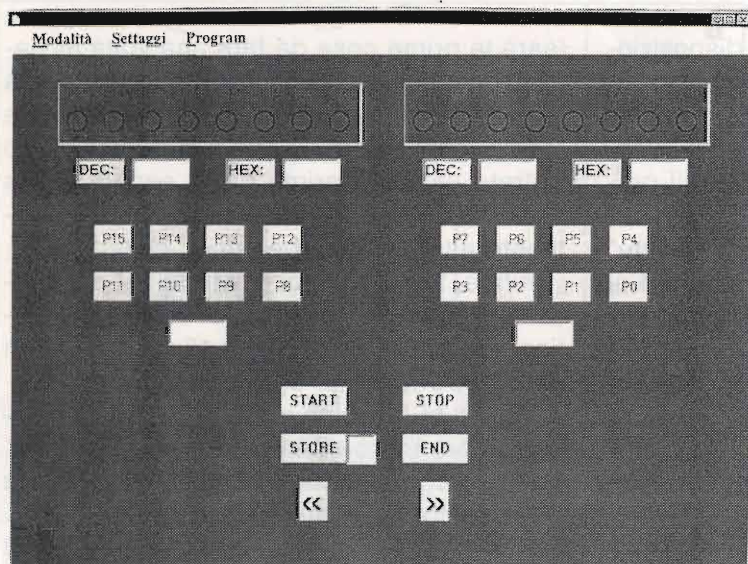 Modalità Settaggi Program
DEC: HEX: DEC: HEX:
P15 P14 P13 P12 P7 P6 P5 P4
P11 P10 P9 P8 P3 P2 P1 P0
START STOP
STORE END
<< >>